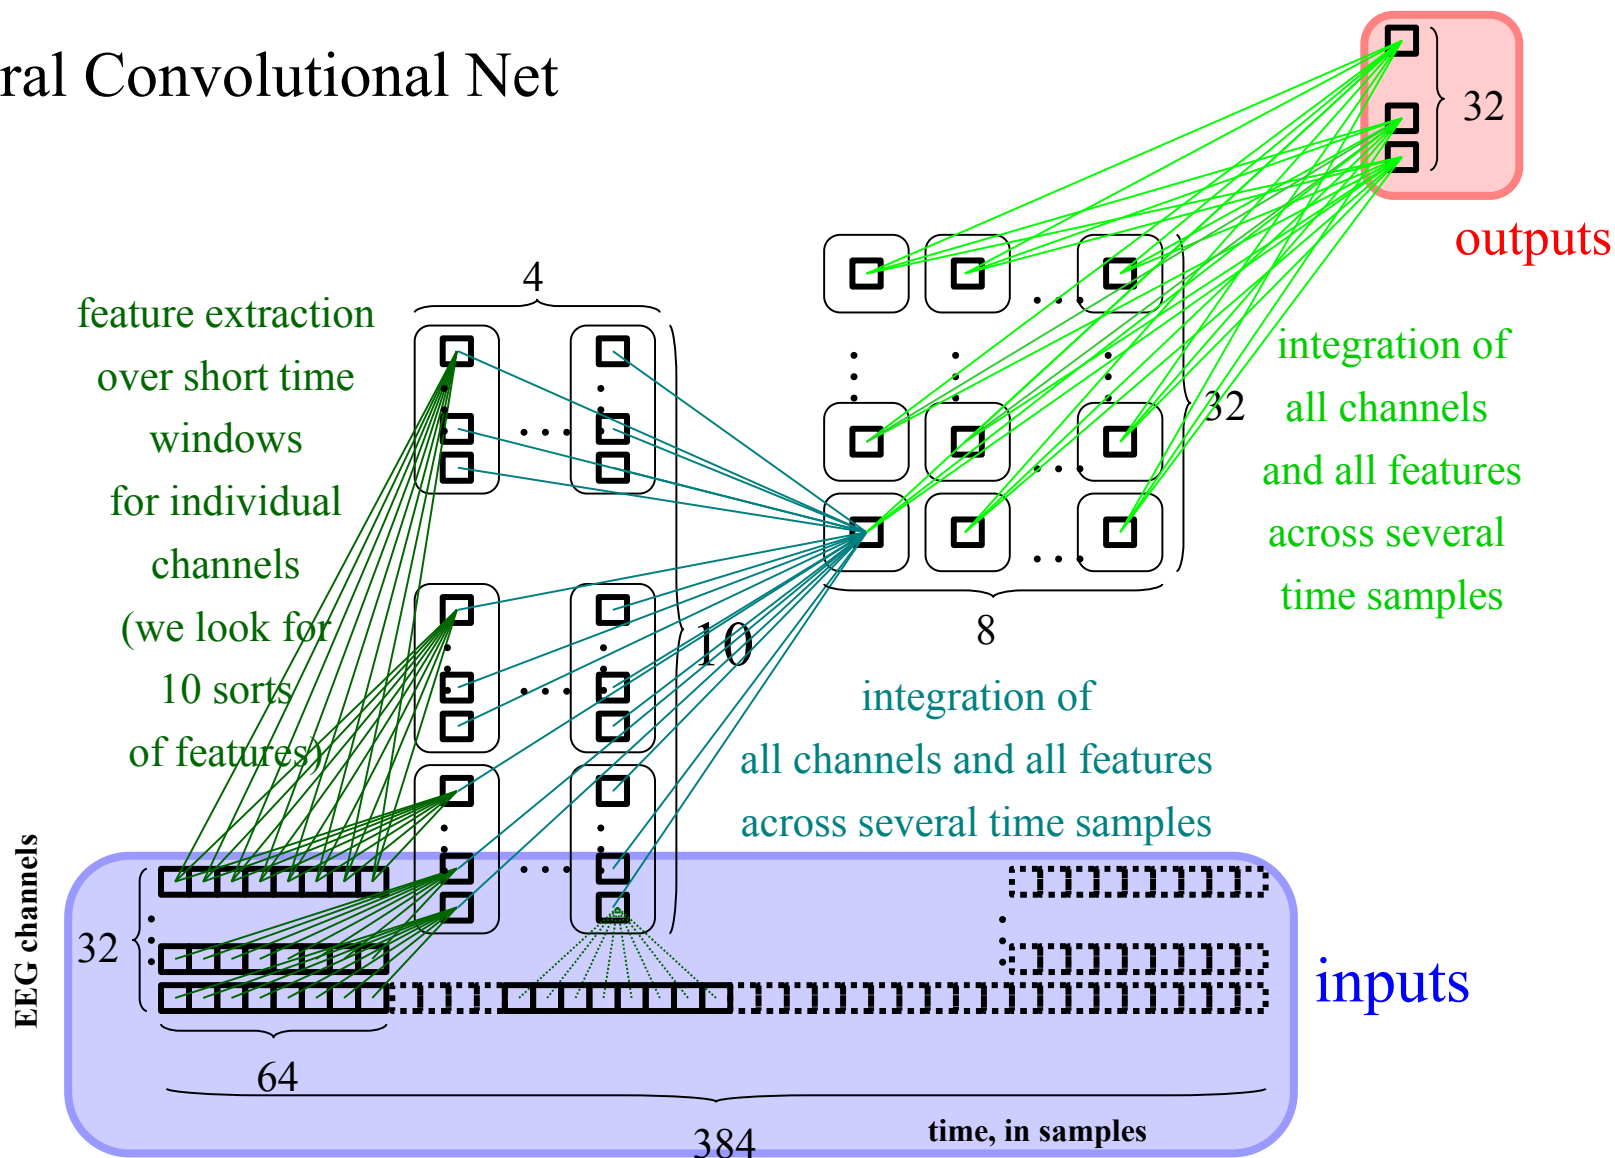 ral Convolutional Net
32
outputs
4
feature extraction
over short time
windows
for individual
channels
(we look for
10 sorts
of features)
10
32
8
integration of
all channels
and all features
across several
time samples
integration of
all channels and all features
across several time samples
EEG channels
32
inputs
64
384
time, in samples